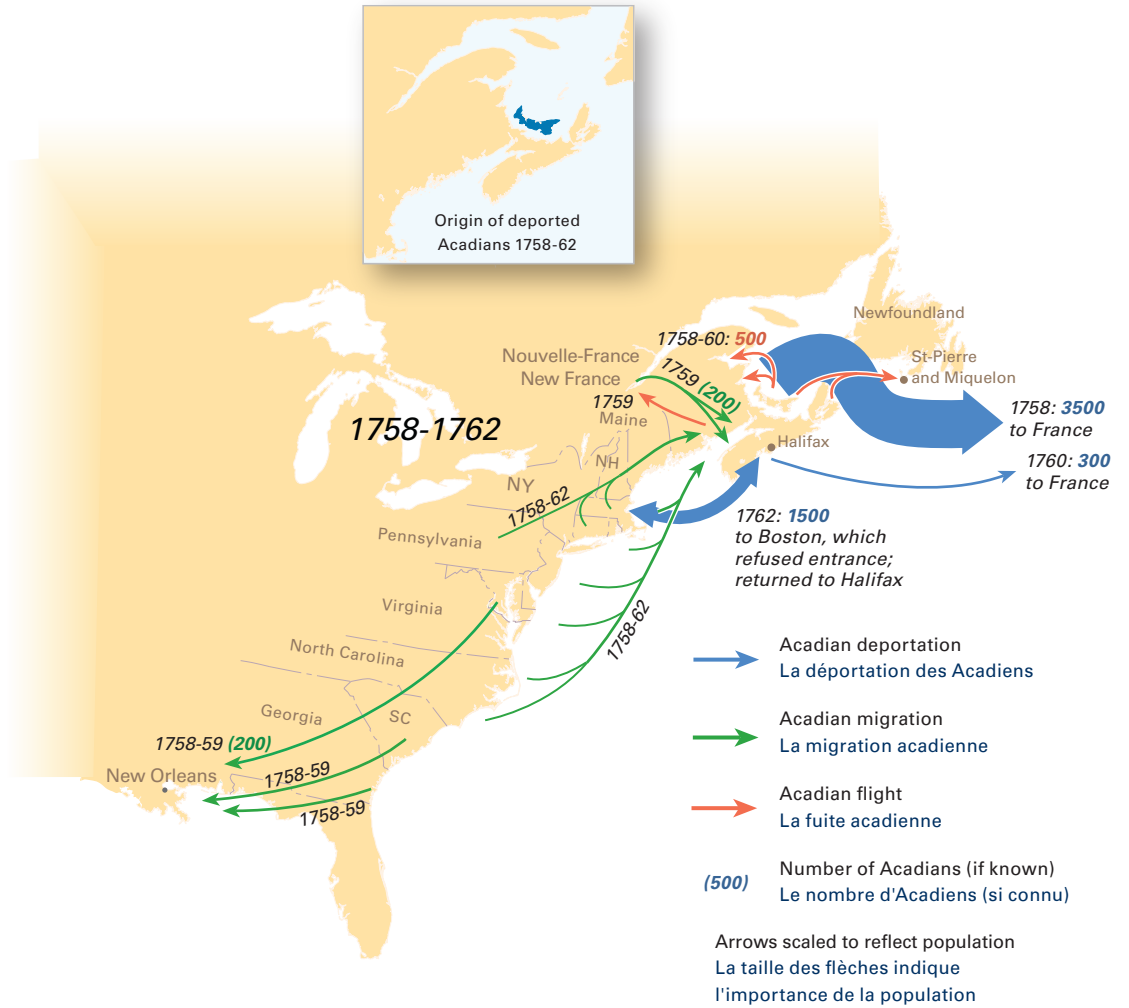 Origin of deported
Acadians 1758-62
Newfoundland
1758-60: 500
Nouvelle-France
New France
St-Pierre
and Miquelon
1759 (200)
1759
Maine
1758: 3500
to France
1758-1762
Halifax
1760: 300
to France
NH
NY
1758-62
1762: 1500
to Boston, which
refused entrance;
returned to Halifax
Pennsylvania
Virginia
1758-62
North Carolina
Georgia
SC
1758-59 (200)
New Orleans
1758-59
1758-59
Acadian deportation
La déportation des Acadiens
Acadian migration
La migration acadienne
Acadian flight
La fuite acadienne
(500)
Number of Acadians (if known)
Le nombre d'Acadiens (si connu)
Arrows scaled to reflect population
La taille des flèches indique
l'importance de la population